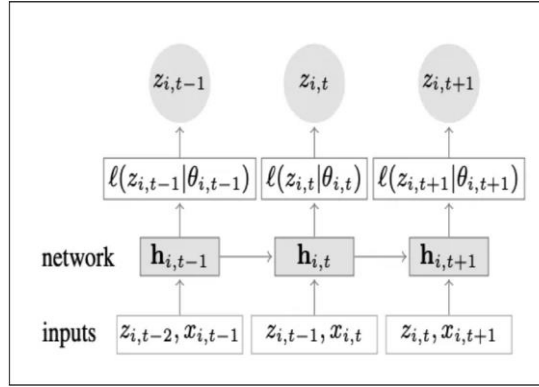 z_{i,t−1} z_{i,t} z_{i,t+1}
ℓ(z_{i,t−1}|θ_{i,t−1}) ℓ(z_{i,t}|θ_{i,t}) ℓ(z_{i,t+1}|θ_{i,t+1})
network h_{i,t−1} h_{i,t} h_{i,t+1}
inputs z_{i,t−2}, x_{i,t−1} z_{i,t−1}, x_{i,t} z_{i,t}, x_{i,t+1}